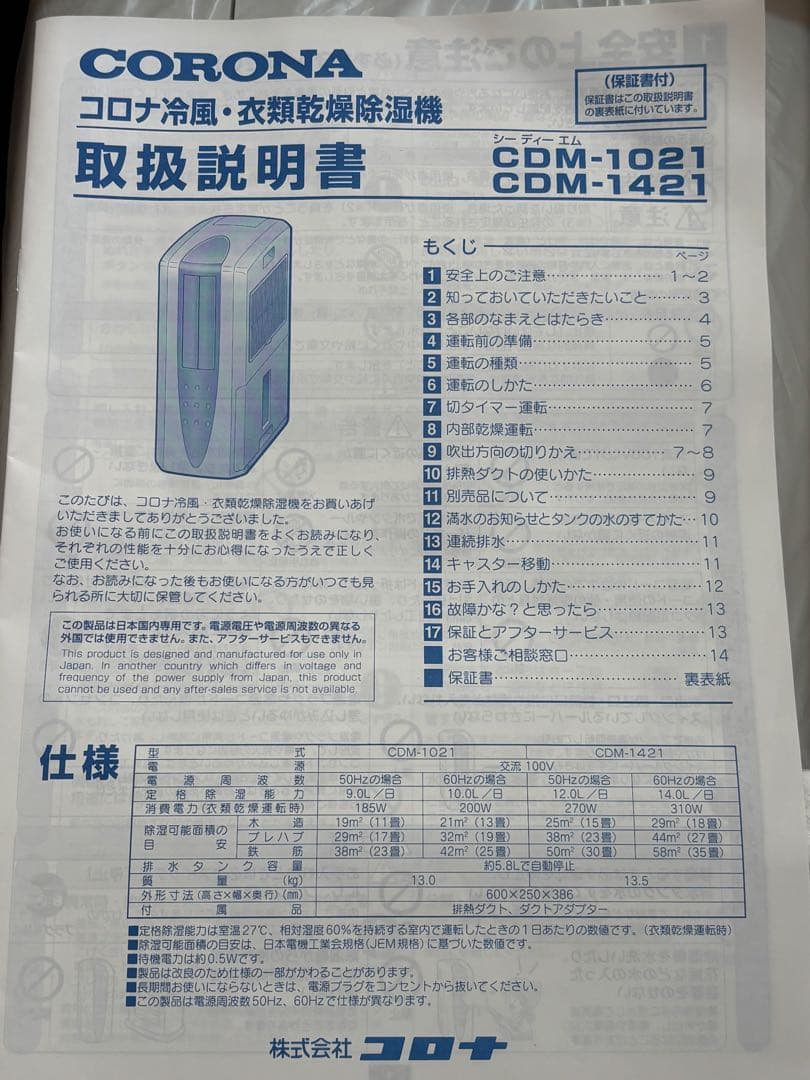 CORONA
コロナ冷風・衣類乾燥除湿機
取扱説明書
(保証書付)
保証書はこの取扱説明書
の裏表紙に付いています。
シー ディー エム
CDM-1021
CDM-1421
もくじ
ページ
1 安全上のご注意…………………… 1～2
2 知っておいていただきたいこと……… 3
3 各部のなまえとはたらき……………… 4
4 運転前の準備………………………… 5
5 運転の種類…………………………… 5
6 運転のしかた………………………… 6
7 切タイマー運転……………………… 7
8 内部乾燥運転………………………… 7
9 吹出方向の切りかえ……………… 7～8
10 排熱ダクトの使いかた……………… 9
11 別売品について……………………… 9
12 満水のお知らせとタンクの水のすてかた… 10
13 連続排水…………………………… 11
14 キャスター移動…………………… 11
15 お手入れのしかた………………… 12
16 故障かな？と思ったら…………… 13
17 保証とアフターサービス………… 13
■ お客様ご相談窓口………………… 14
■ 保証書…………………………… 裏表紙
このたびは、コロナ冷風・衣類乾燥除湿機をお買いあげ
いただきましてありがとうございました。
お使いになる前にこの取扱説明書をよくお読みになり、
それぞれの性能を十分にお心得になったうえで正しく
ご使用ください。
なお、お読みになった後もお使いになる方がいつでも見
られる所に大切に保管してください。
この製品は日本国内専用です。電源電圧や電源周波数の異なる
外国では使用できません。また、アフターサービスもできません。
This product is designed and manufactured for use only in
Japan. In another country which differs in voltage and
frequency of the power supply from Japan, this product
cannot be used and any after-sales service is not available.
仕様
型式 CDM-1021 CDM-1421
電源 交流 100V
電源周波数 50Hzの場合 60Hzの場合 50Hzの場合 60Hzの場合
定格除湿能力 9.0L／日 10.0L／日 12.0L／日 14.0L／日
消費電力(衣類乾燥運転時) 185W 200W 270W 310W
除湿可能面積の目安 木造 19m²(11畳) 21m²(13畳) 25m²(15畳) 29m²(18畳)
プレハブ 29m²(17畳) 32m²(19畳) 38m²(23畳) 44m²(27畳)
鉄筋 38m²(23畳) 42m²(25畳) 50m²(30畳) 58m²(35畳)
排水タンク容量 約5.8Lで自動停止
質量(kg) 13.0 13.5
外形寸法(高さ×幅×奥行)(mm) 600×250×386
付属品 排熱ダクト、ダクトアダプター
■定格除湿能力は室温27℃、相対湿度60%を持続する室内で運転したときの1日あたりの数値です。(衣類乾燥運転時)
■除湿可能面積の目安は、日本電機工業会規格(JEM規格)に基づいた数値です。
■待機電力は約0.5Wです。
■製品は改良のため仕様の一部がかわることがあります。
■長期間お使いにならないときは、電源プラグをコンセントから抜いてください。
■この製品は電源周波数50Hz、60Hzで仕様が異なります。
株式会社 コロナ